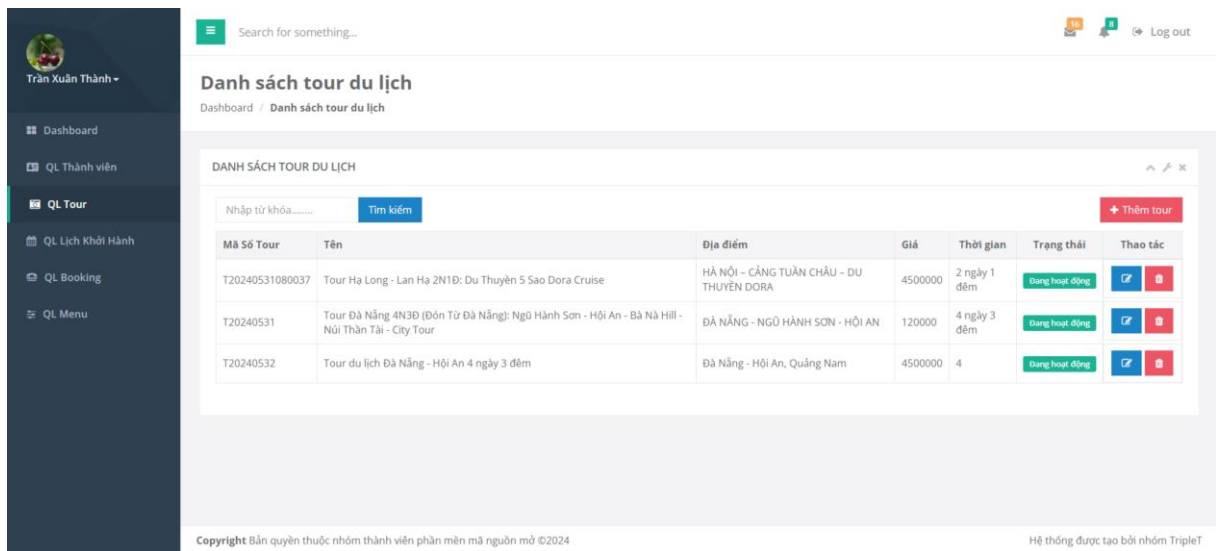 Search for something...
16
8
Log out
Trần Xuân Thành
Danh sách tour du lịch
Dashboard / Danh sách tour du lịch
Dashboard
QL Thành viên
QL Tour
QL Lịch Khởi Hành
QL Booking
QL Menu
DANH SÁCH TOUR DU LỊCH
Nhập từ khóa........
Tìm kiếm
+ Thêm tour
Mã Số Tour Tên Địa điểm Giá Thời gian Trạng thái Thao tác
T20240531080037 Tour Hạ Long - Lan Hạ 2N1Đ: Du Thuyền 5 Sao Dora Cruise HÀ NỘI – CẢNG TUẦN CHÂU – DU 4500000 2 ngày 1 Đang hoạt động
THUYỀN DORA đêm
T20240531 Tour Đà Nẵng 4N3Đ (Đón Từ Đà Nẵng): Ngũ Hành Sơn - Hội An - Bà Nà Hill - ĐÀ NẴNG - NGŨ HÀNH SƠN - HỘI AN 120000 4 ngày 3 Đang hoạt động
Núi Thần Tài - City Tour đêm
T20240532 Tour du lịch Đà Nẵng - Hội An 4 ngày 3 đêm Đà Nẵng - Hội An, Quảng Nam 4500000 4 Đang hoạt động
Copyright Bản quyền thuộc nhóm thành viên phần mềm mã nguồn mở ©2024
Hệ thống được tạo bởi nhóm TripleT